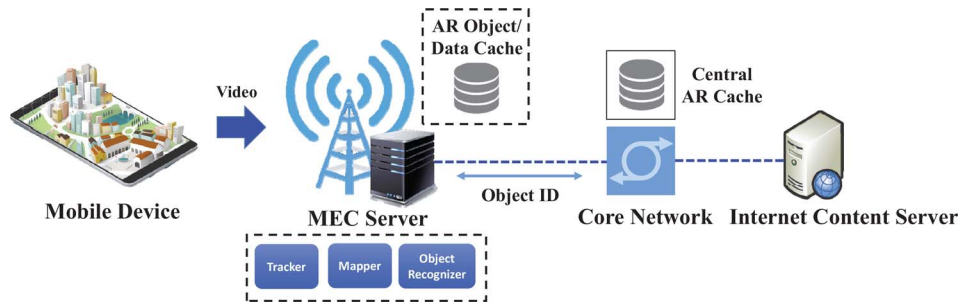 AR Object/
Data Cache
Central
AR Cache
Video
Object ID
Mobile Device
MEC Server
Core Network
Internet Content Server
Tracker
Mapper
Object
Recognizer